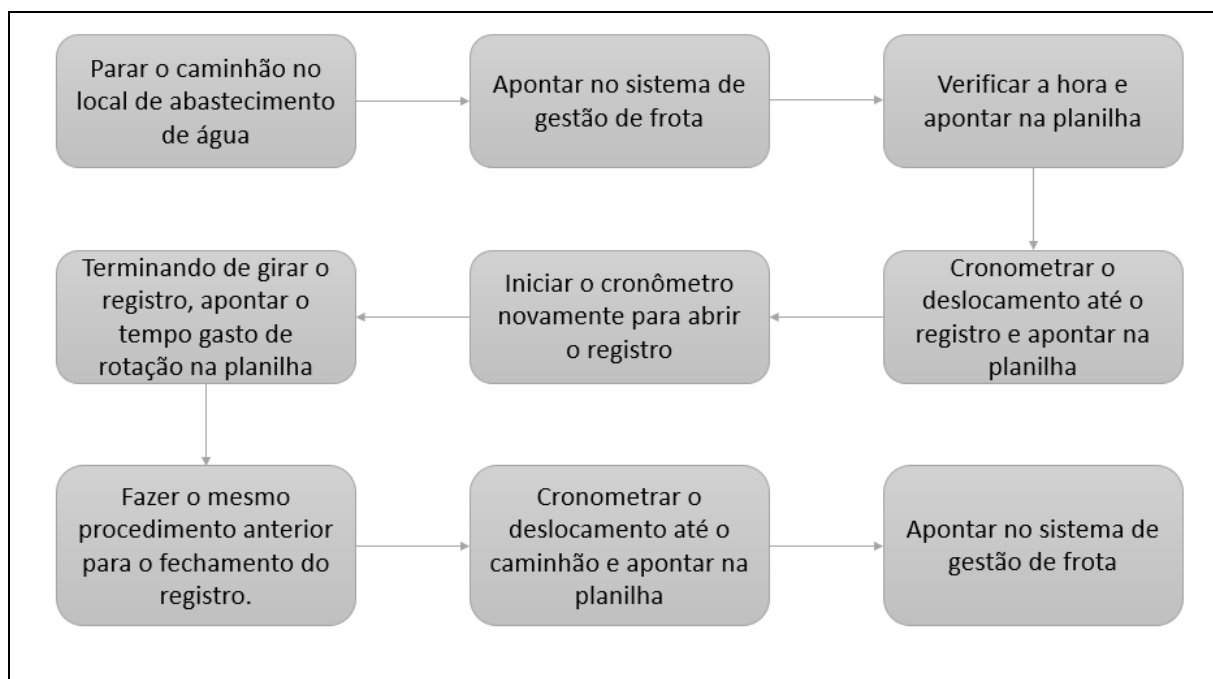 Parar o caminhão no
local de abastecimento
de água
Apontar no sistema de
gestão de frota
Verificar a hora e
apontar na planilha
Cronometrar o
deslocamento até o
registro e apontar na
planilha
Iniciar o cronômetro
novamente para abrir
o registro
Terminando de girar o
registro, apontar o
tempo gasto de
rotação na planilha
Fazer o mesmo
procedimento anterior
para o fechamento do
registro.
Cronometrar o
deslocamento até o
caminhão e apontar na
planilha
Apontar no sistema de
gestão de frota